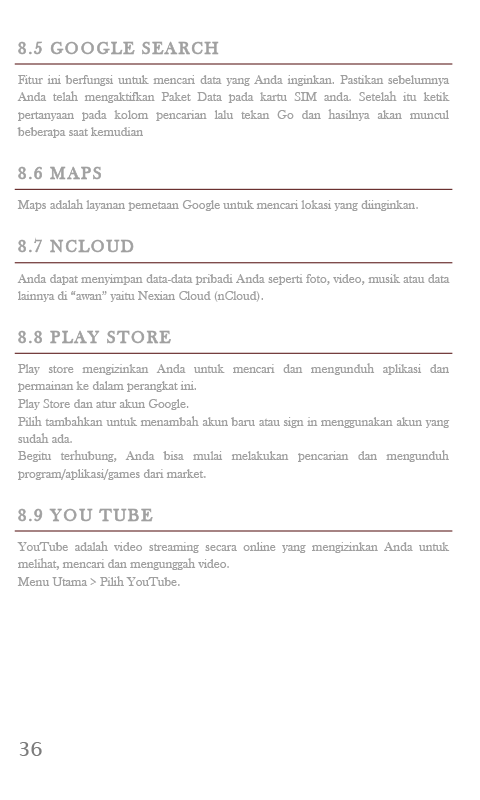 8.5 GOOGLE SEARCH
Fitur ini berfungsi untuk mencari data yang Anda inginkan. Pastikan sebelumnya
Anda telah mengaktifkan Paket Data pada kartu SIM anda. Setelah itu ketik
pertanyaan pada kolom pencarian lalu tekan Go dan hasilnya akan muncul
beberapa saat kemudian
8.6 MAPS
Maps adalah layanan pemetaan Google untuk mencari lokasi yang diinginkan.
8.7 NCLOUD
Anda dapat menyimpan data-data pribadi Anda seperti foto, video, musik atau data
lainnya di “awan” yaitu Nexian Cloud (nCloud).
8.8 PLAY STORE
Play store mengizinkan Anda untuk mencari dan mengunduh aplikasi dan
permainan ke dalam perangkat ini.
Play Store dan atur akun Google.
Pilih tambahkan untuk menambah akun baru atau sign in menggunakan akun yang
sudah ada.
Begitu terhubung, Anda bisa mulai melakukan pencarian dan mengunduh
program/aplikasi/games dari market.
8.9 YOU TUBE
YouTube adalah video streaming secara online yang mengizinkan Anda untuk
melihat, mencari dan mengunggah video.
Menu Utama > Pilih YouTube.
36